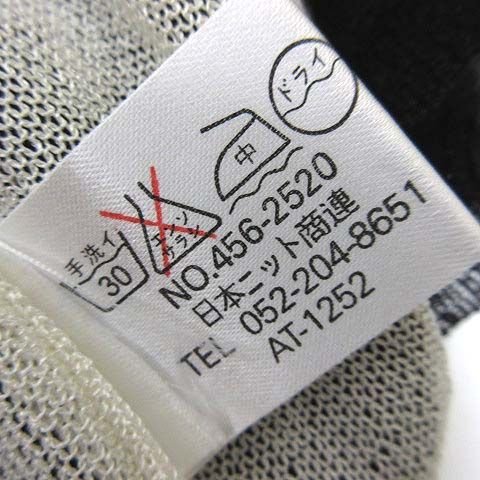 手洗イ
30
エンソ
サラシ
中
ドライ
NO.456-2520
日本ニット商連
TEL 052-204-8651
AT-1252